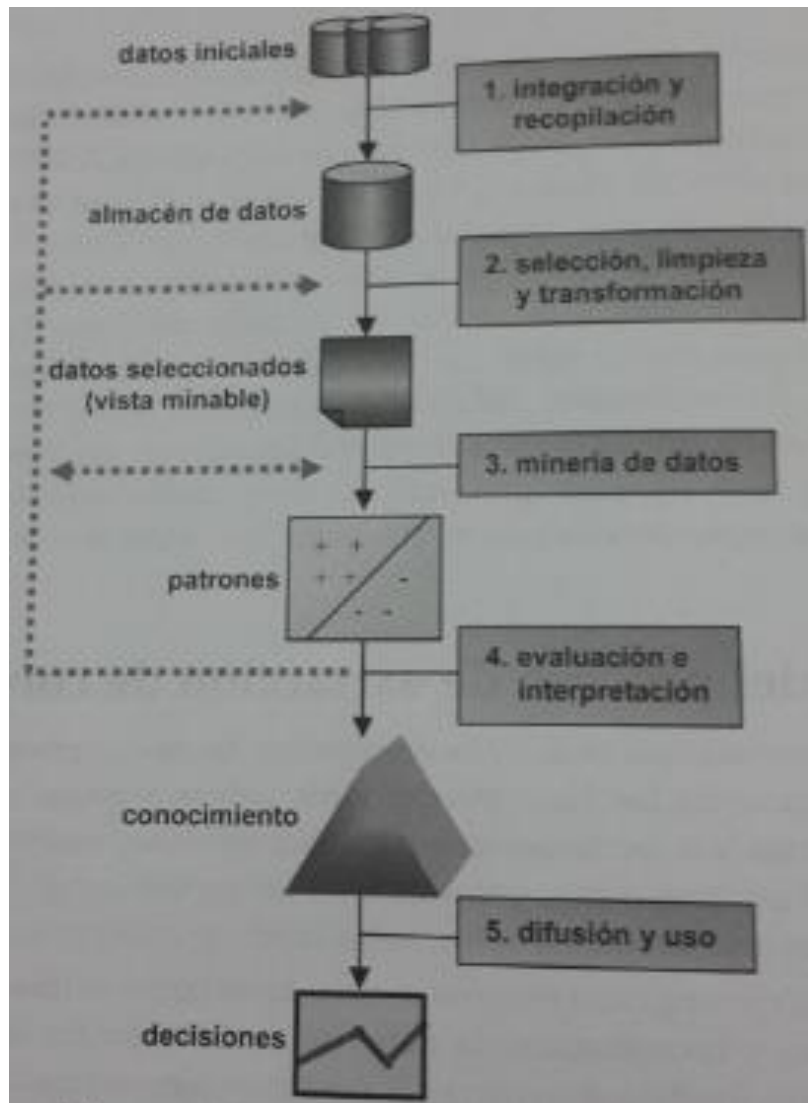 datos iniciales
1. integración y
recopilación
almacén de datos
2. selección, limpieza
y transformación
datos seleccionados
(vista minable)
3. minería de datos
+ +
+ + -
- -
patrones
4. evaluación e
interpretación
conocimiento
5. difusión y uso
decisiones